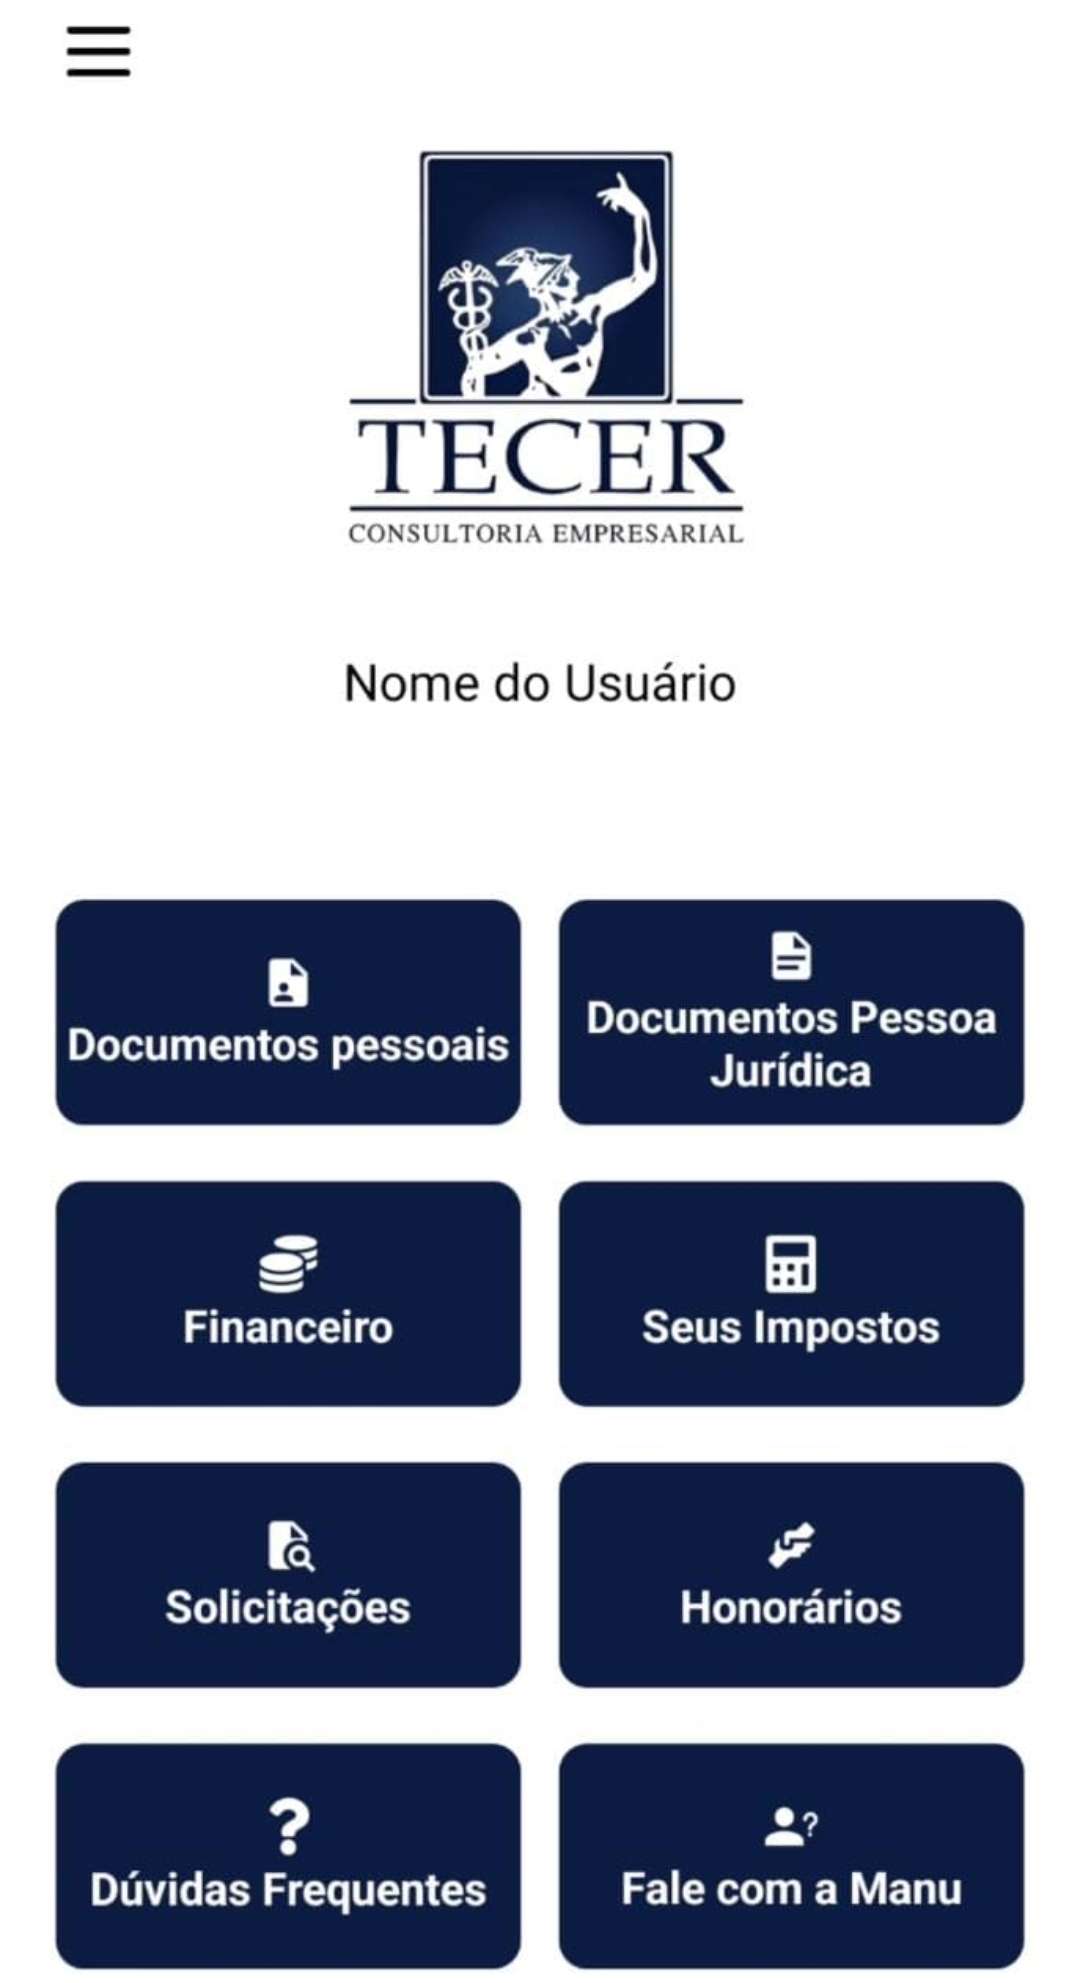 TECER
CONSULTORIA EMPRESARIAL
Nome do Usuário
Documentos pessoais
Documentos Pessoa
Jurídica
Financeiro
Seus Impostos
Solicitações
Honorários
Dúvidas Frequentes
Fale com a Manu